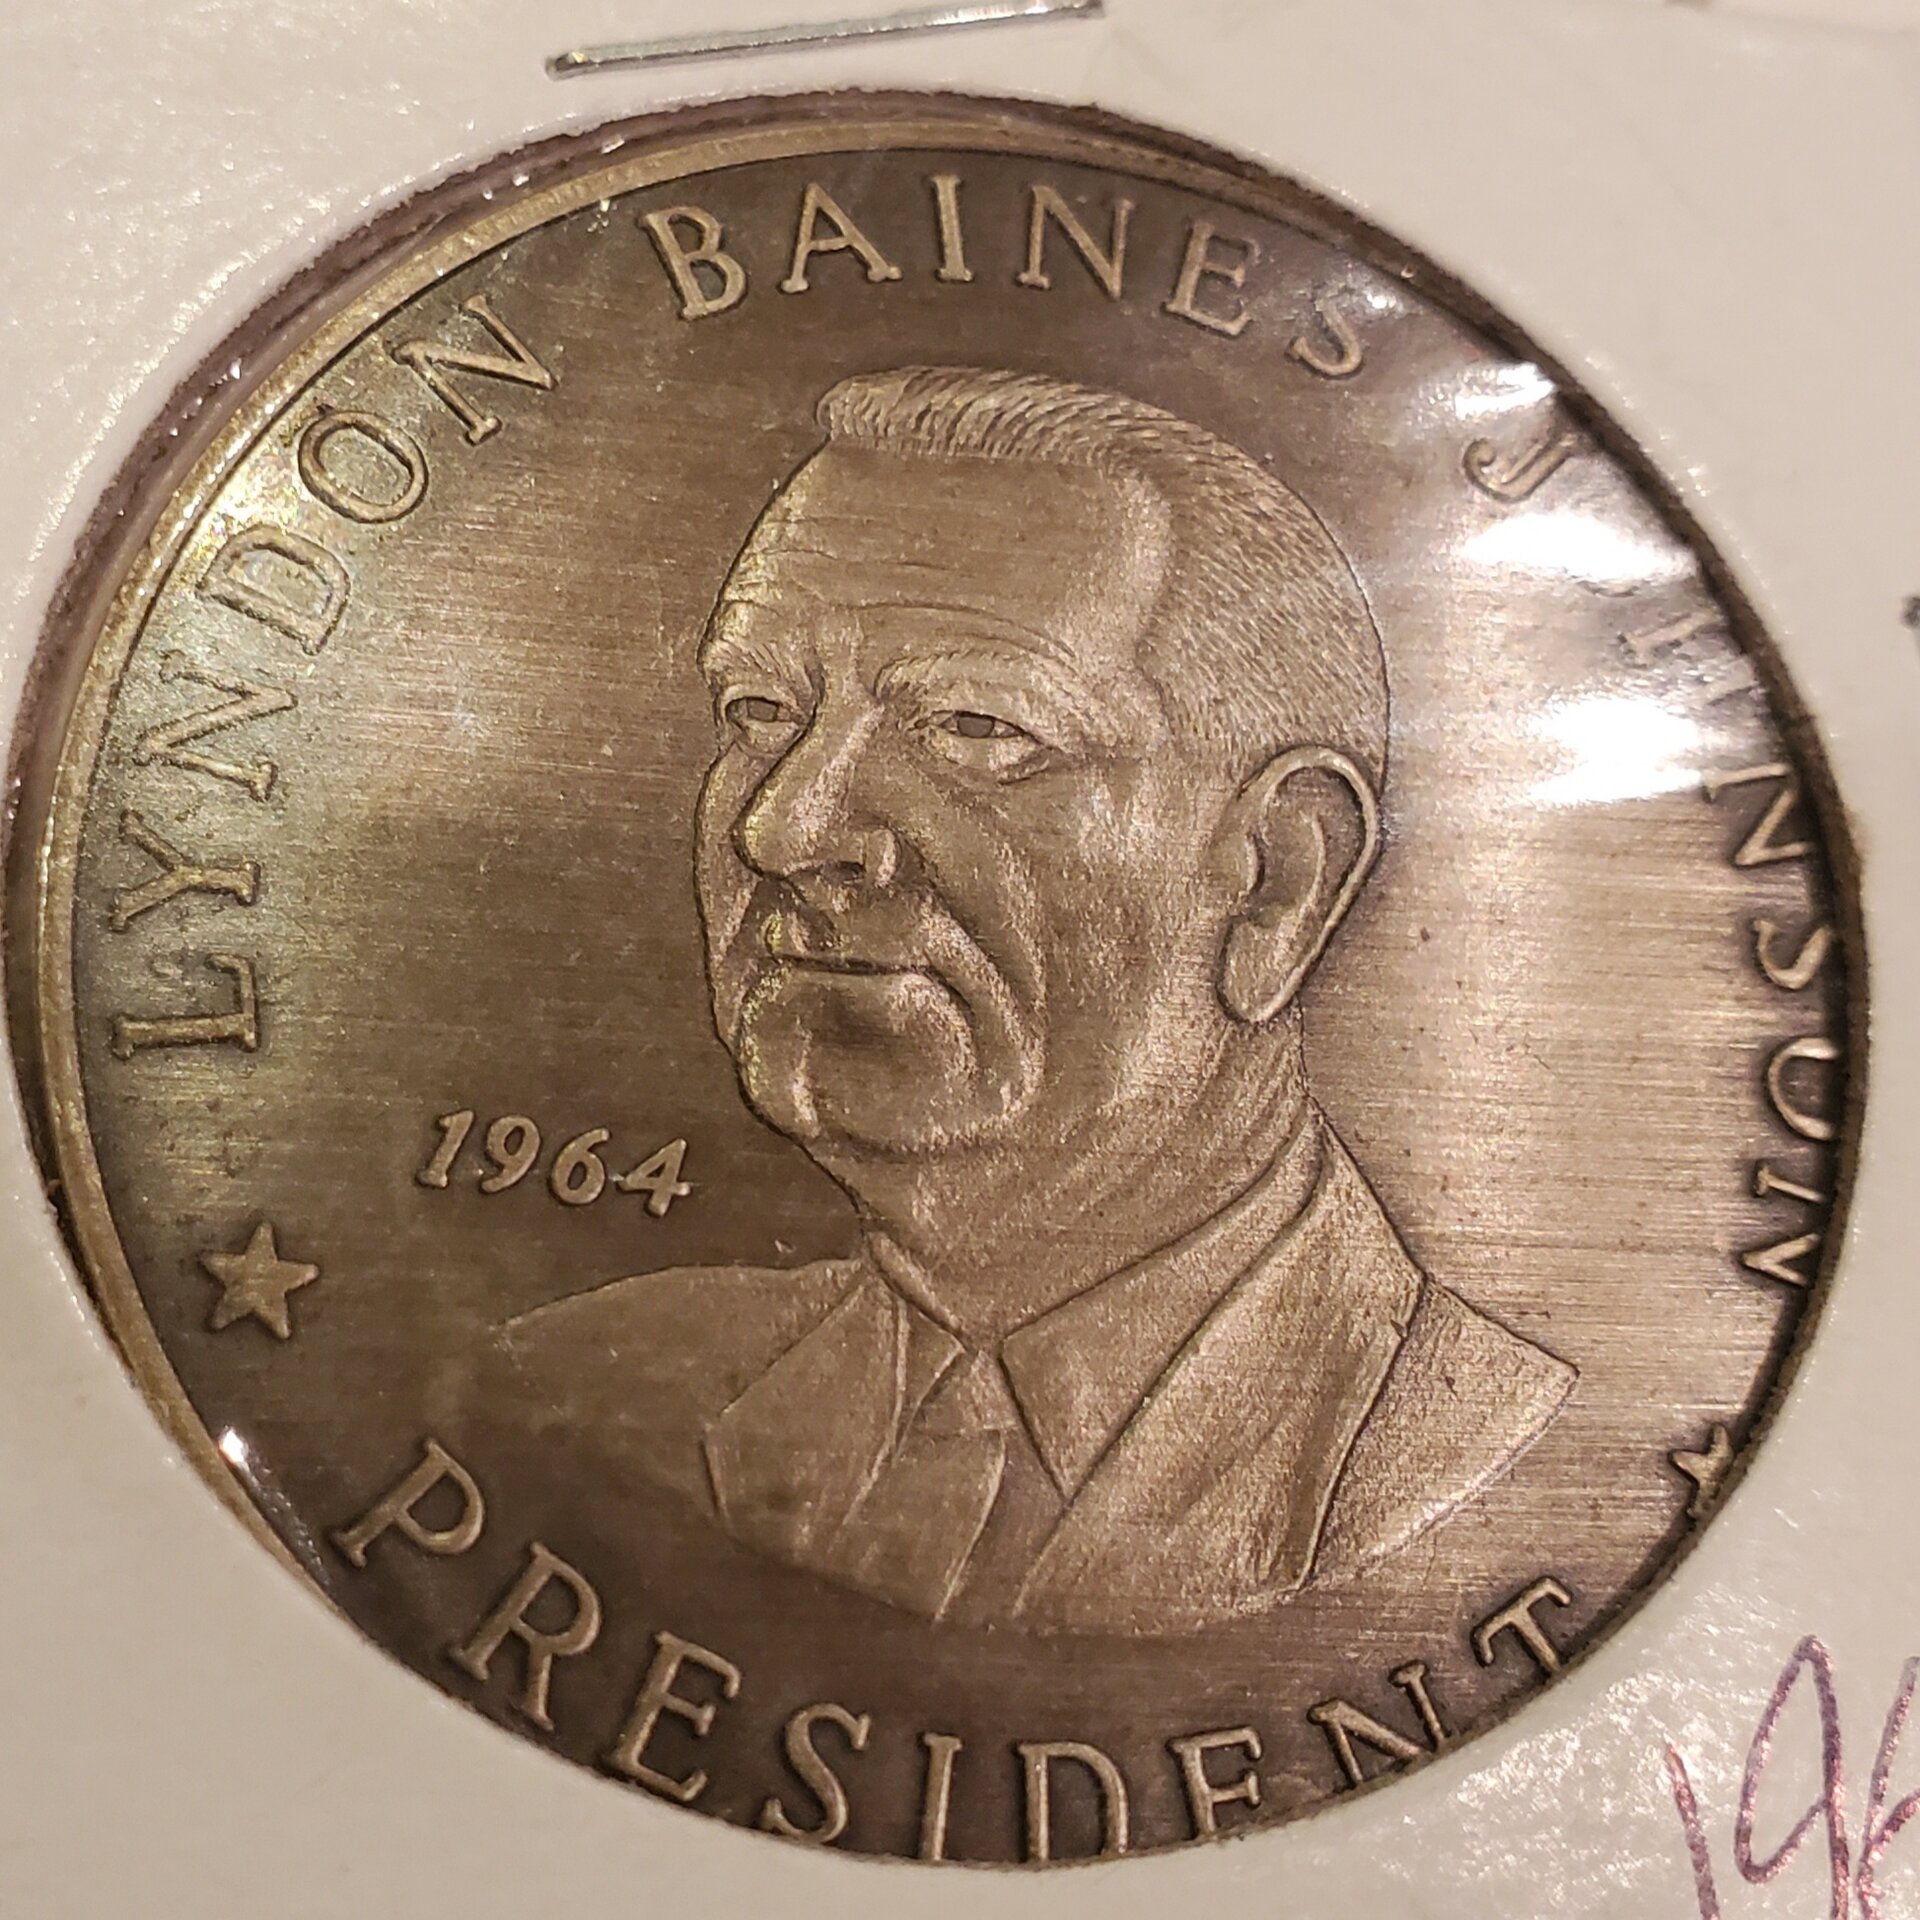 LYNDON BAINES JOHNSON
1964
PRESIDENT